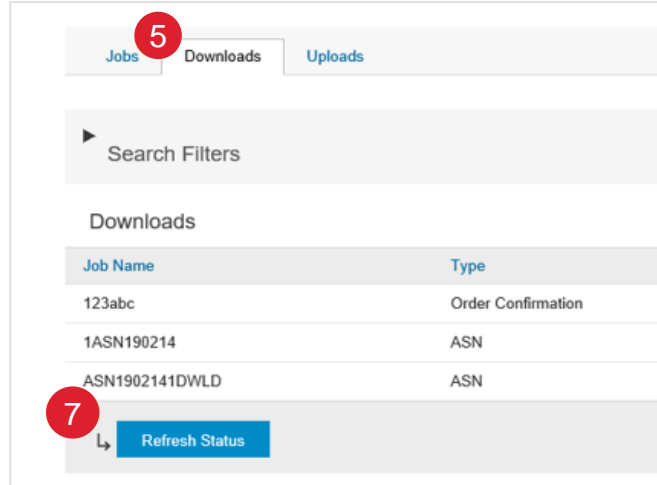 5
Jobs Downloads Uploads
Search Filters
Downloads
Job Name Type
123abc Order Confirmation
1ASN190214 ASN
ASN1902141DWLD ASN
7
Refresh Status